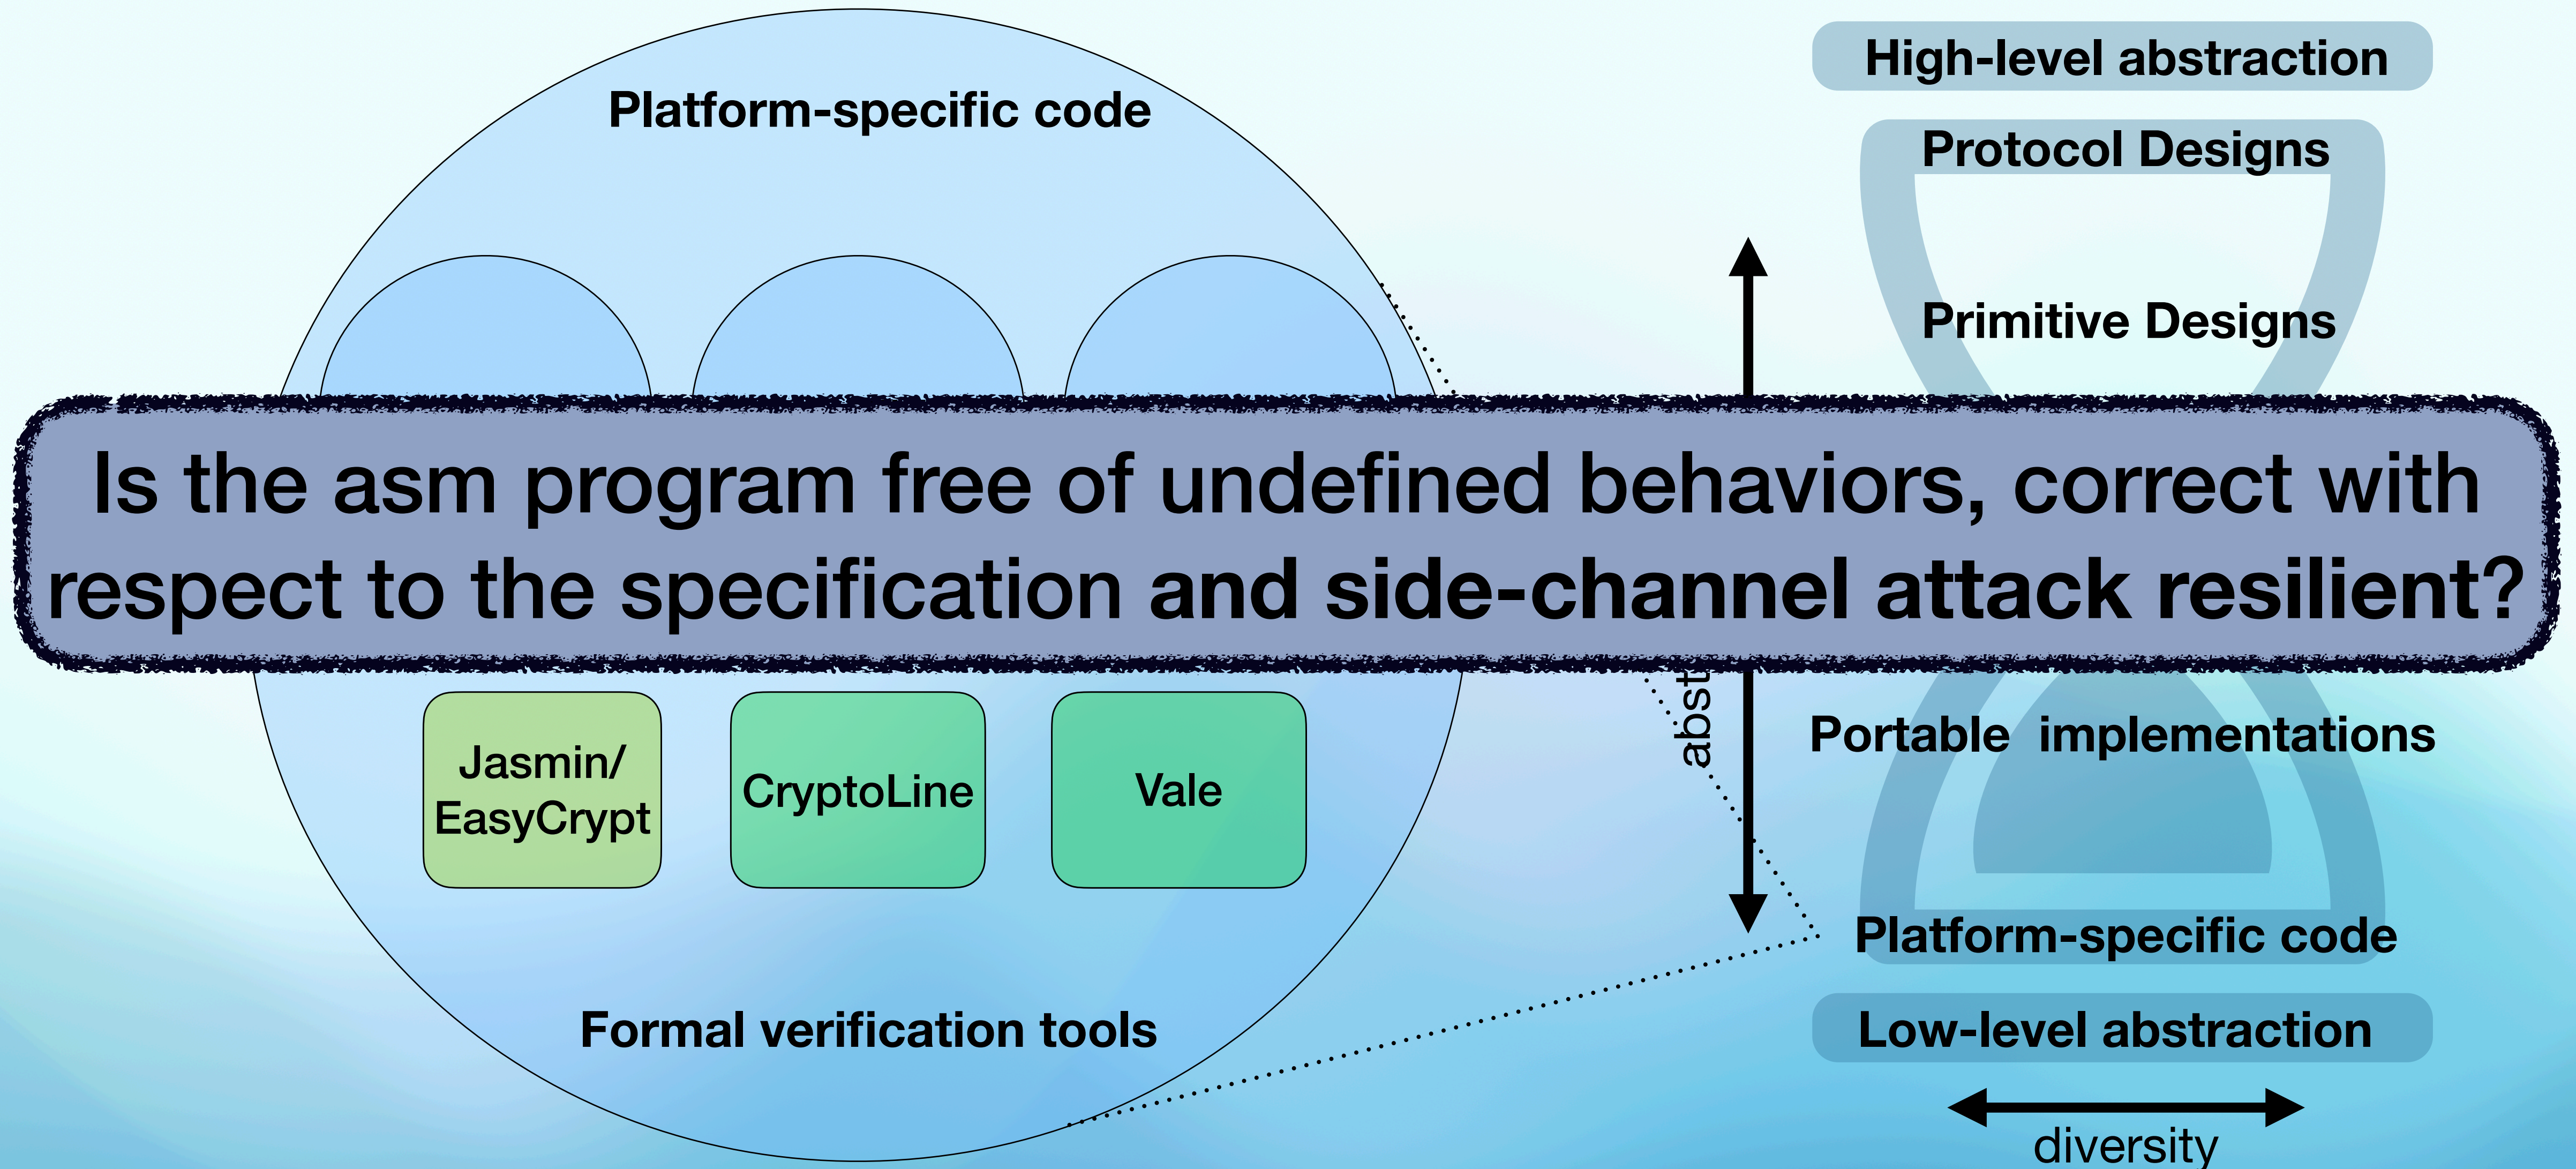 High-level abstraction
Platform-specific code
Protocol Designs
Primitive Designs
Is the asm program free of undefined behaviors, correct with
respect to the specification and side-channel attack resilient?
abst
Jasmin/
EasyCrypt
CryptoLine
Vale
Portable implementations
Platform-specific code
Formal verification tools
Low-level abstraction
diversity